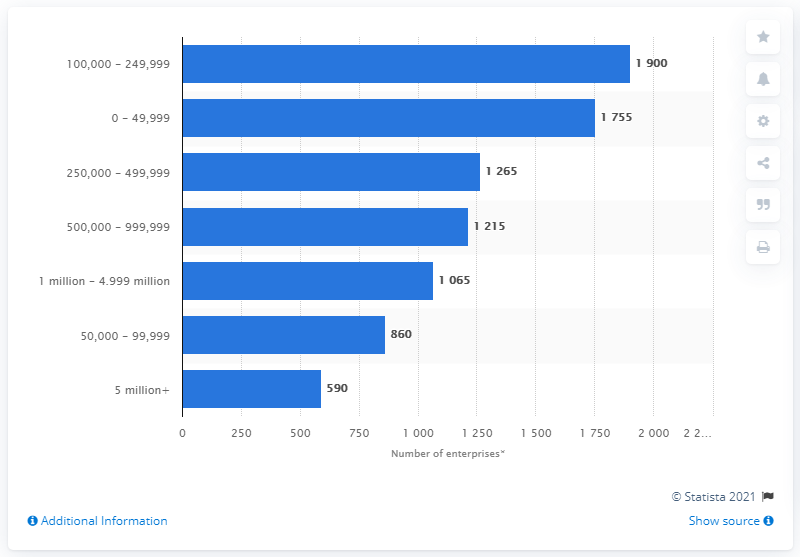 100,000 – 249,999 1 900
0 – 49,999 1 755
250,000 – 499,999 1 265
500,000 – 999,999 1 215
1 million – 4.999 million 1 065
50,000 – 99,999 860
5 million+ 590
0 250 500 750 1 000 1 250 1 500 1 750 2 000 2 2...
Number of enterprises*
© Statista 2021
Additional Information Show source